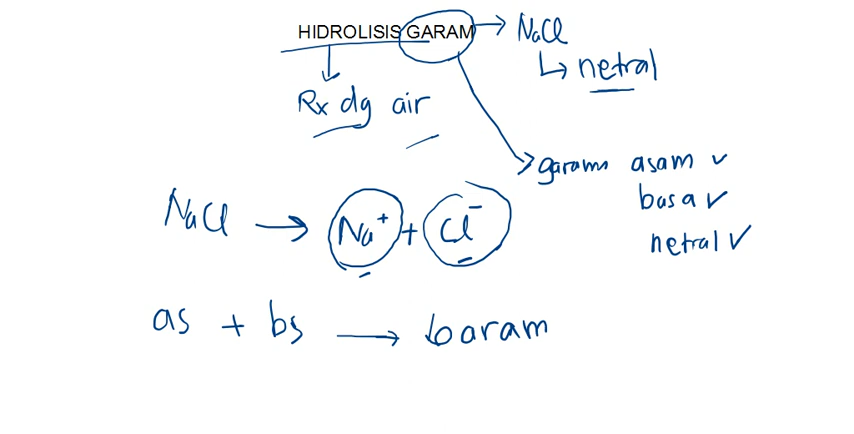 HIDROLISIS GARAM → NaCl
↳ netral
Rx dg air
garam asam ✓
basa ✓
netral ✓
NaCl → Na⁺ + Cl⁻
as + bs → garam